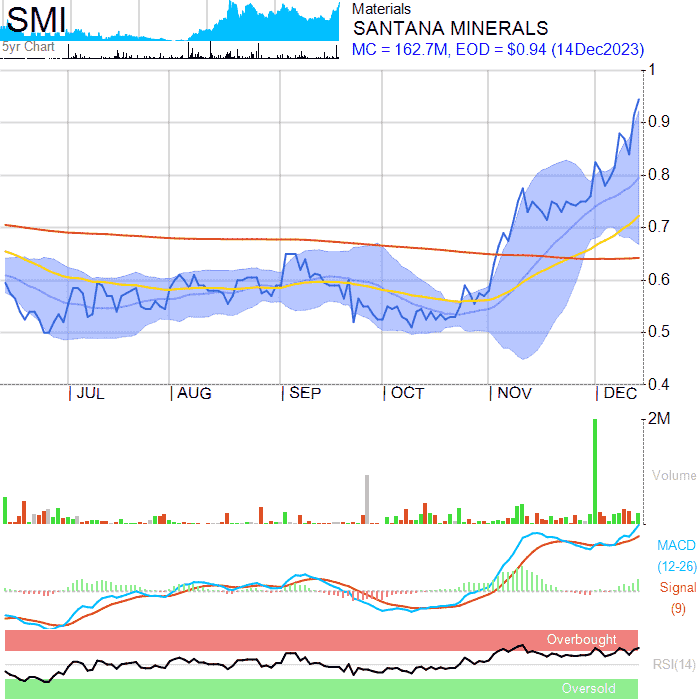 SMI
5yr Chart
Materials
SANTANA MINERALS
MC = 162.7M, EOD = $0.94 (14Dec2023)
1
0.9
0.8
0.7
0.6
0.5
0.4
JUL AUG SEP OCT NOV DEC
2M
Volume
MACD
(12-26)
Signal
(9)
Overbought
RSI(14)
Oversold